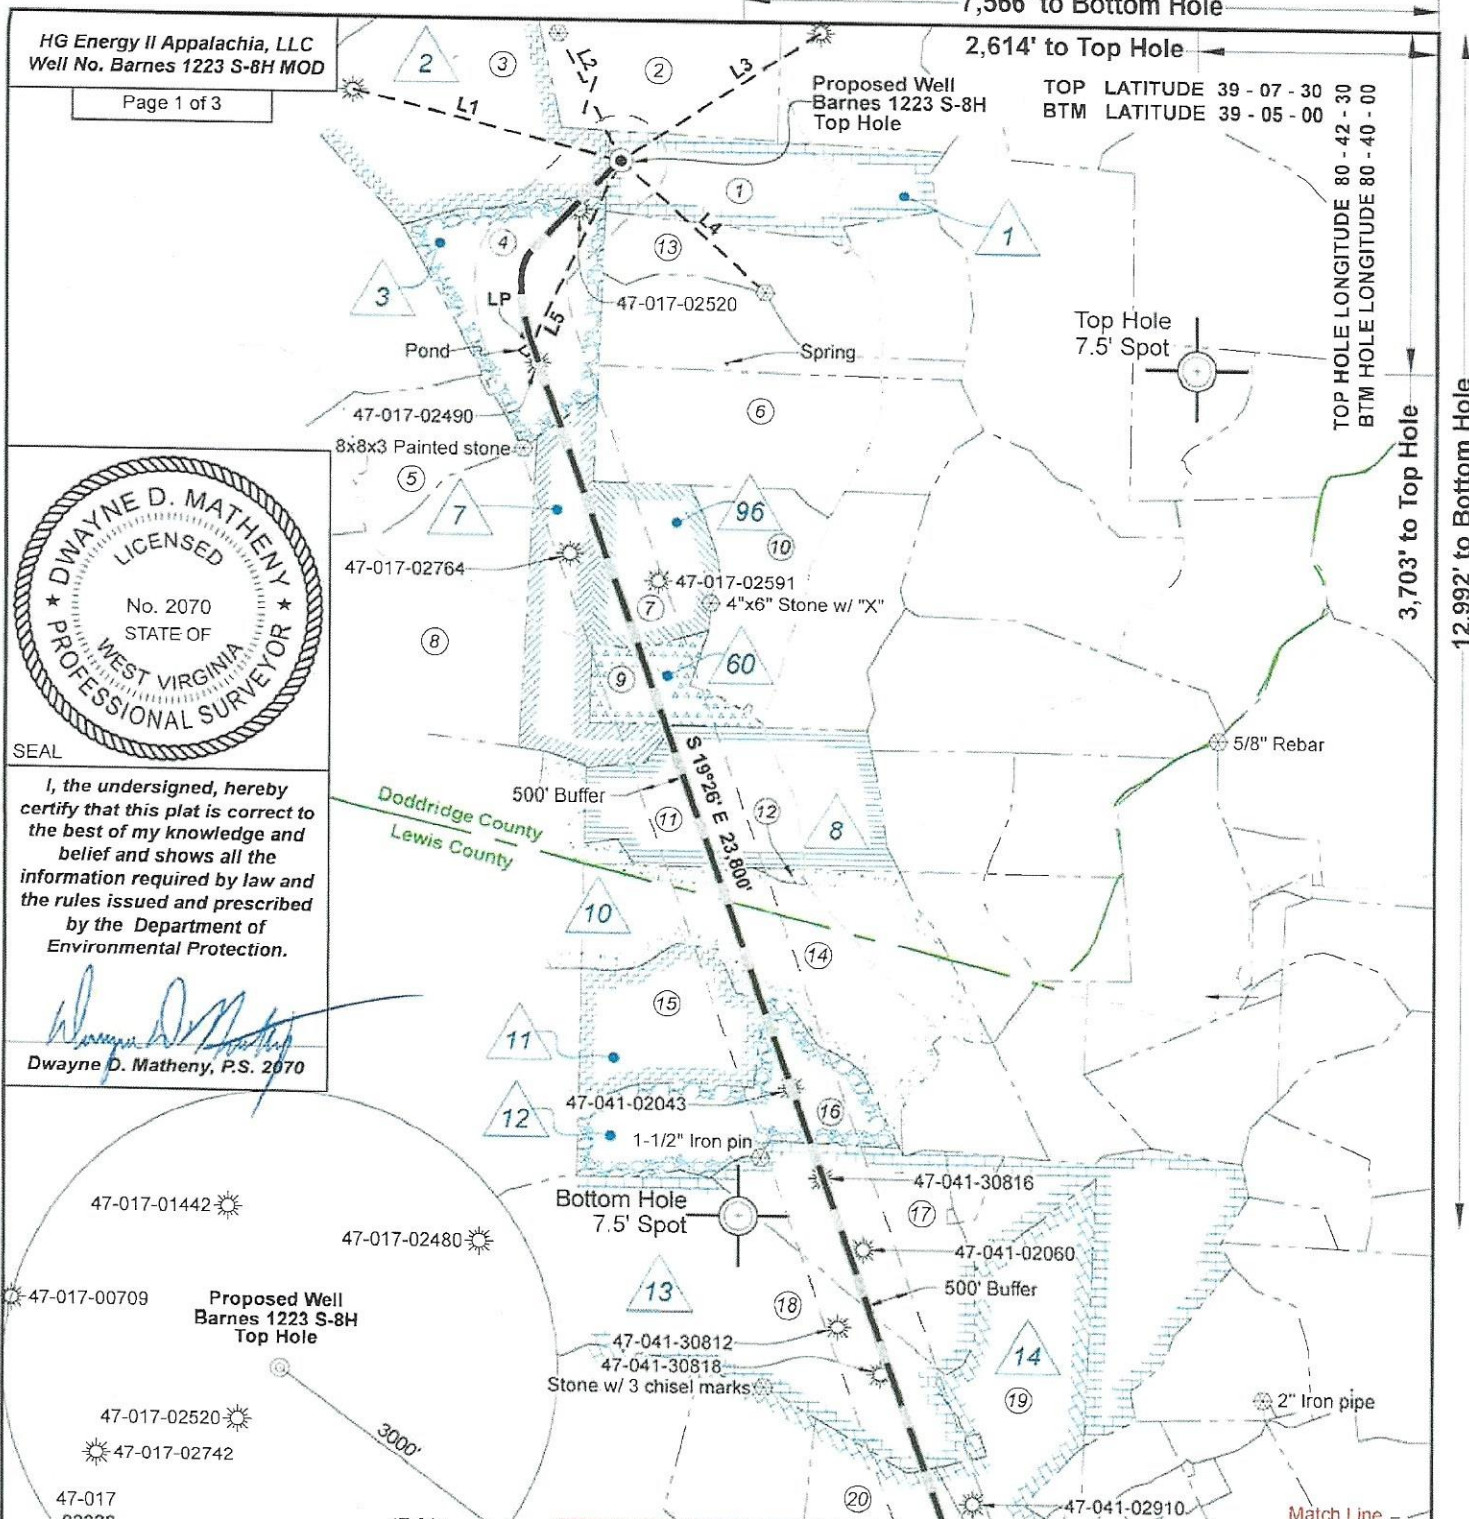 7,566' to Bottom Hole
HG Energy II Appalachia, LLC
Well No. Barnes 1223 S-8H MOD
Page 1 of 3
2,614' to Top Hole
TOP LATITUDE 39 - 07 - 30
BTM LATITUDE 39 - 05 - 00
TOP HOLE LONGITUDE 80 - 42 - 30
BTM HOLE LONGITUDE 80 - 40 - 00
3,703' to Top Hole
12,992' to Bottom Hole
Proposed Well
Barnes 1223 S-8H
Top Hole
L1
L2
L3
L4
L5
LP
2
3
2
1
1
4
13
3
47-017-02520
Pond
Spring
Top Hole
7.5' Spot
47-017-02490
8x8x3 Painted stone
6
5
7
96
10
47-017-02764
47-017-02591
7
4"x6" Stone w/ "X"
8
9
60
5/8" Rebar
DWAYNE D. MATHENY
LICENSED
No. 2070
STATE OF
WEST VIRGINIA
PROFESSIONAL SURVEYOR
SEAL
I, the undersigned, hereby
certify that this plat is correct to
the best of my knowledge and
belief and shows all the
information required by law and
the rules issued and prescribed
by the Department of
Environmental Protection.
Dwayne D. Matheny, P.S. 2070
S 19°26' E 23,800'
500' Buffer
11
12
8
Doddridge County
Lewis County
10
14
15
11
47-041-02043
16
12
1-1/2" Iron pin
47-041-30816
Bottom Hole
7.5' Spot
17
47-041-02060
13
500' Buffer
18
47-041-30812
47-041-30818
Stone w/ 3 chisel marks
14
19
2" Iron pipe
20
47-041-02910
Match Line
47-017-01442
47-017-02480
47-017-00709
Proposed Well
Barnes 1223 S-8H
Top Hole
47-017-02520
47-017-02742
3000'
47-017